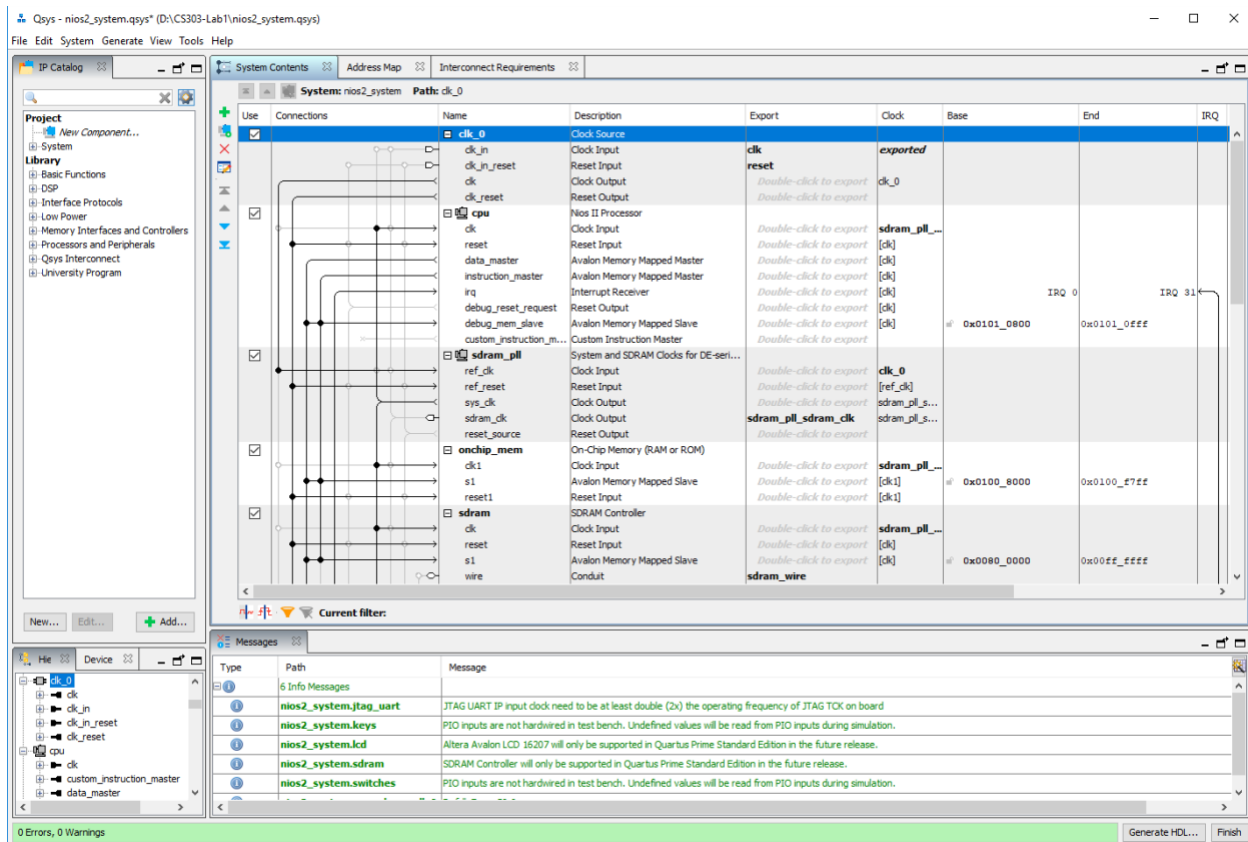 Qsys - nios2_system.qsys* (D:\CS303-Lab1\nios2_system.qsys)
File Edit System Generate View Tools Help
IP Catalog
Project
New Component...
System
Library
Basic Functions
DSP
Interface Protocols
Low Power
Memory Interfaces and Controllers
Processors and Peripherals
Qsys Interconnect
University Program
New... Edit... Add...
System Contents Address Map Interconnect Requirements
System: nios2_system Path: clk_0
Use Connections Name Description Export Clock Base End IRQ
clk_0 Clock Source
clk_in Clock Input clk exported
clk_in_reset Reset Input reset
clk Clock Output Double-click to export clk_0
clk_reset Reset Output Double-click to export
cpu Nios II Processor
clk Clock Input Double-click to export sdram_pll_...
reset Reset Input Double-click to export [clk]
data_master Avalon Memory Mapped Master Double-click to export [clk]
instruction_master Avalon Memory Mapped Master Double-click to export [clk]
irq Interrupt Receiver Double-click to export [clk] IRQ 0 IRQ 31
debug_reset_request Reset Output Double-click to export [clk]
debug_mem_slave Avalon Memory Mapped Slave Double-click to export [clk] 0x0101_0800 0x0101_0fff
custom_instruction_m... Custom Instruction Master Double-click to export
sdram_pll System and SDRAM Clocks for DE-seri...
ref_clk Clock Input Double-click to export clk_0
ref_reset Reset Input Double-click to export [ref_clk]
sys_clk Clock Output Double-click to export sdram_pll_s...
sdram_clk Clock Output sdram_pll_sdram_clk sdram_pll_s...
reset_source Reset Output Double-click to export
onchip_mem On-Chip Memory (RAM or ROM)
clk1 Clock Input Double-click to export sdram_pll_...
s1 Avalon Memory Mapped Slave Double-click to export [clk1] 0x0100_8000 0x0100_f7ff
reset1 Reset Input Double-click to export [clk1]
sdram SDRAM Controller
clk Clock Input Double-click to export sdram_pll_...
reset Reset Input Double-click to export [clk]
s1 Avalon Memory Mapped Slave Double-click to export [clk] 0x0080_0000 0x00ff_ffff
wire Conduit sdram_wire
Current filter:
He Device
clk_0
clk
clk_in
clk_in_reset
clk_reset
cpu
clk
custom_instruction_master
data_master
Messages
Type Path Message
6 Info Messages
nios2_system.jtag_uart JTAG UART IP input clock need to be at least double (2x) the operating frequency of JTAG TCK on board
nios2_system.keys PIO inputs are not hardwired in test bench. Undefined values will be read from PIO inputs during simulation.
nios2_system.lcd Altera Avalon LCD 16207 will only be supported in Quartus Prime Standard Edition in the future release.
nios2_system.sdram SDRAM Controller will only be supported in Quartus Prime Standard Edition in the future release.
nios2_system.switches PIO inputs are not hardwired in test bench. Undefined values will be read from PIO inputs during simulation.
0 Errors, 0 Warnings
Generate HDL... Finish